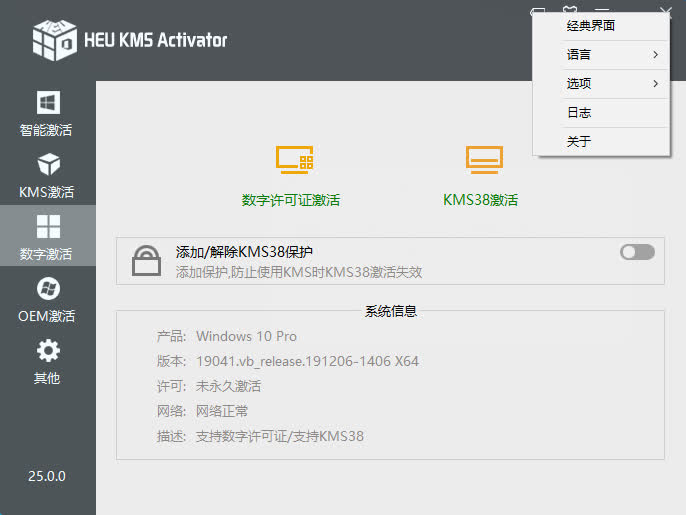 HEU KMS Activator
经典界面
语言
选项
日志
关于
智能激活
KMS激活
数字激活
OEM激活
其他
25.0.0
数字许可证激活
KMS38激活
添加/解除KMS38保护
添加保护,防止使用KMS时KMS38激活失效
系统信息
产品: Windows 10 Pro
版本: 19041.vb_release.191206-1406 X64
许可: 未永久激活
网络: 网络正常
描述: 支持数字许可证/支持KMS38